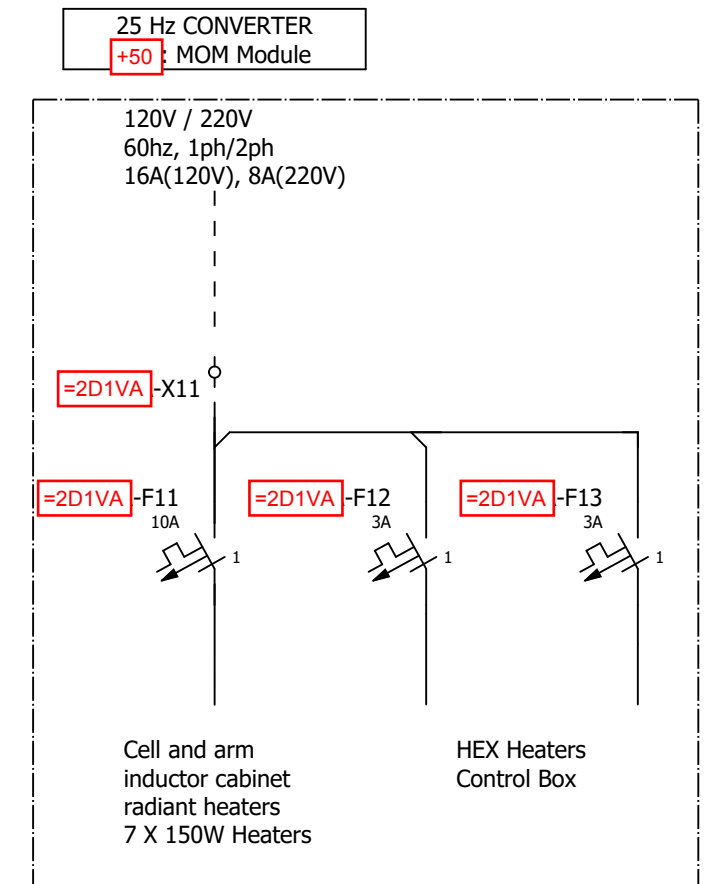 25 Hz CONVERTER
+50 : MOM Module
120V / 220V
60hz, 1ph/2ph
16A(120V), 8A(220V)
=2D1VA -X11
=2D1VA -F11
10A
1
=2D1VA -F12
3A
1
=2D1VA -F13
3A
1
Cell and arm
inductor cabinet
radiant heaters
7 X 150W Heaters
HEX Heaters
Control Box